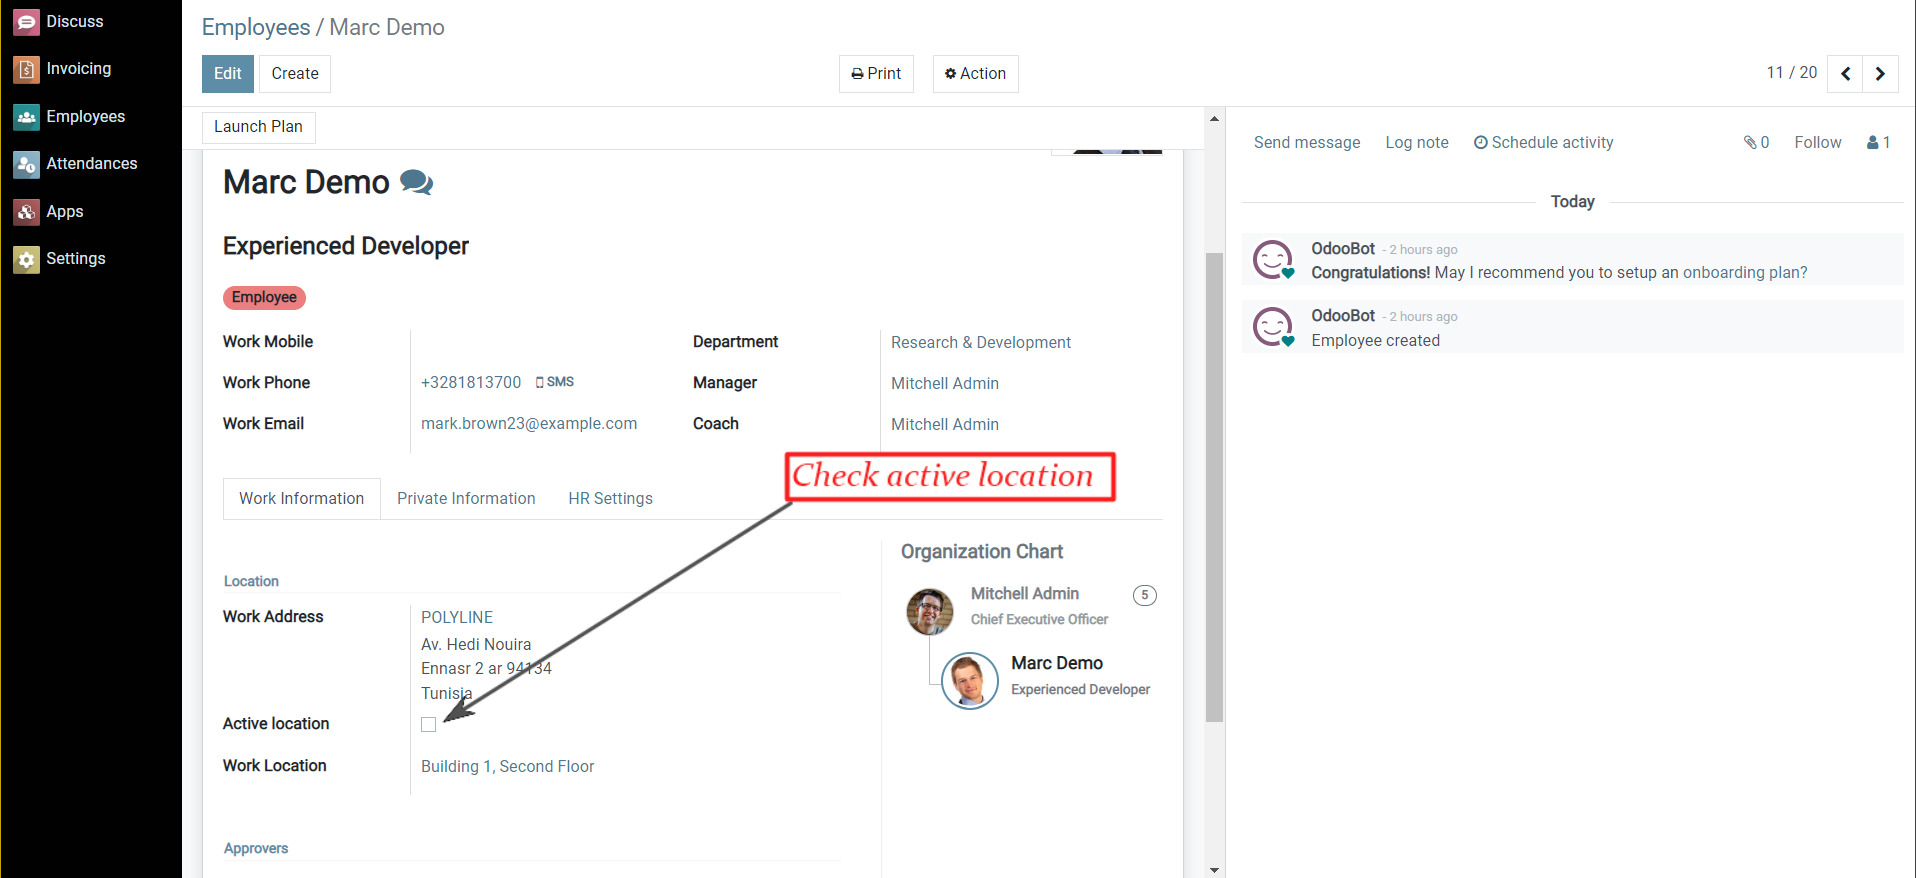 Discuss
Invoicing
Employees
Attendances
Apps
Settings
Employees / Marc Demo
Edit Create
Print Action
11 / 20
Launch Plan
Marc Demo
Experienced Developer
Employee
Work Mobile
Work Phone +3281813700 SMS
Work Email mark.brown23@example.com
Department Research & Development
Manager Mitchell Admin
Coach Mitchell Admin
Check active location
Work Information Private Information HR Settings
Location
Work Address POLYLINE
Av. Hedi Nouira
Ennasr 2 ar 94134
Tunisia
Active location
Work Location Building 1, Second Floor
Approvers
Organization Chart
Mitchell Admin 5
Chief Executive Officer
Marc Demo
Experienced Developer
Send message Log note Schedule activity 0 Follow 1
Today
OdooBot - 2 hours ago
Congratulations! May I recommend you to setup an onboarding plan?
OdooBot - 2 hours ago
Employee created